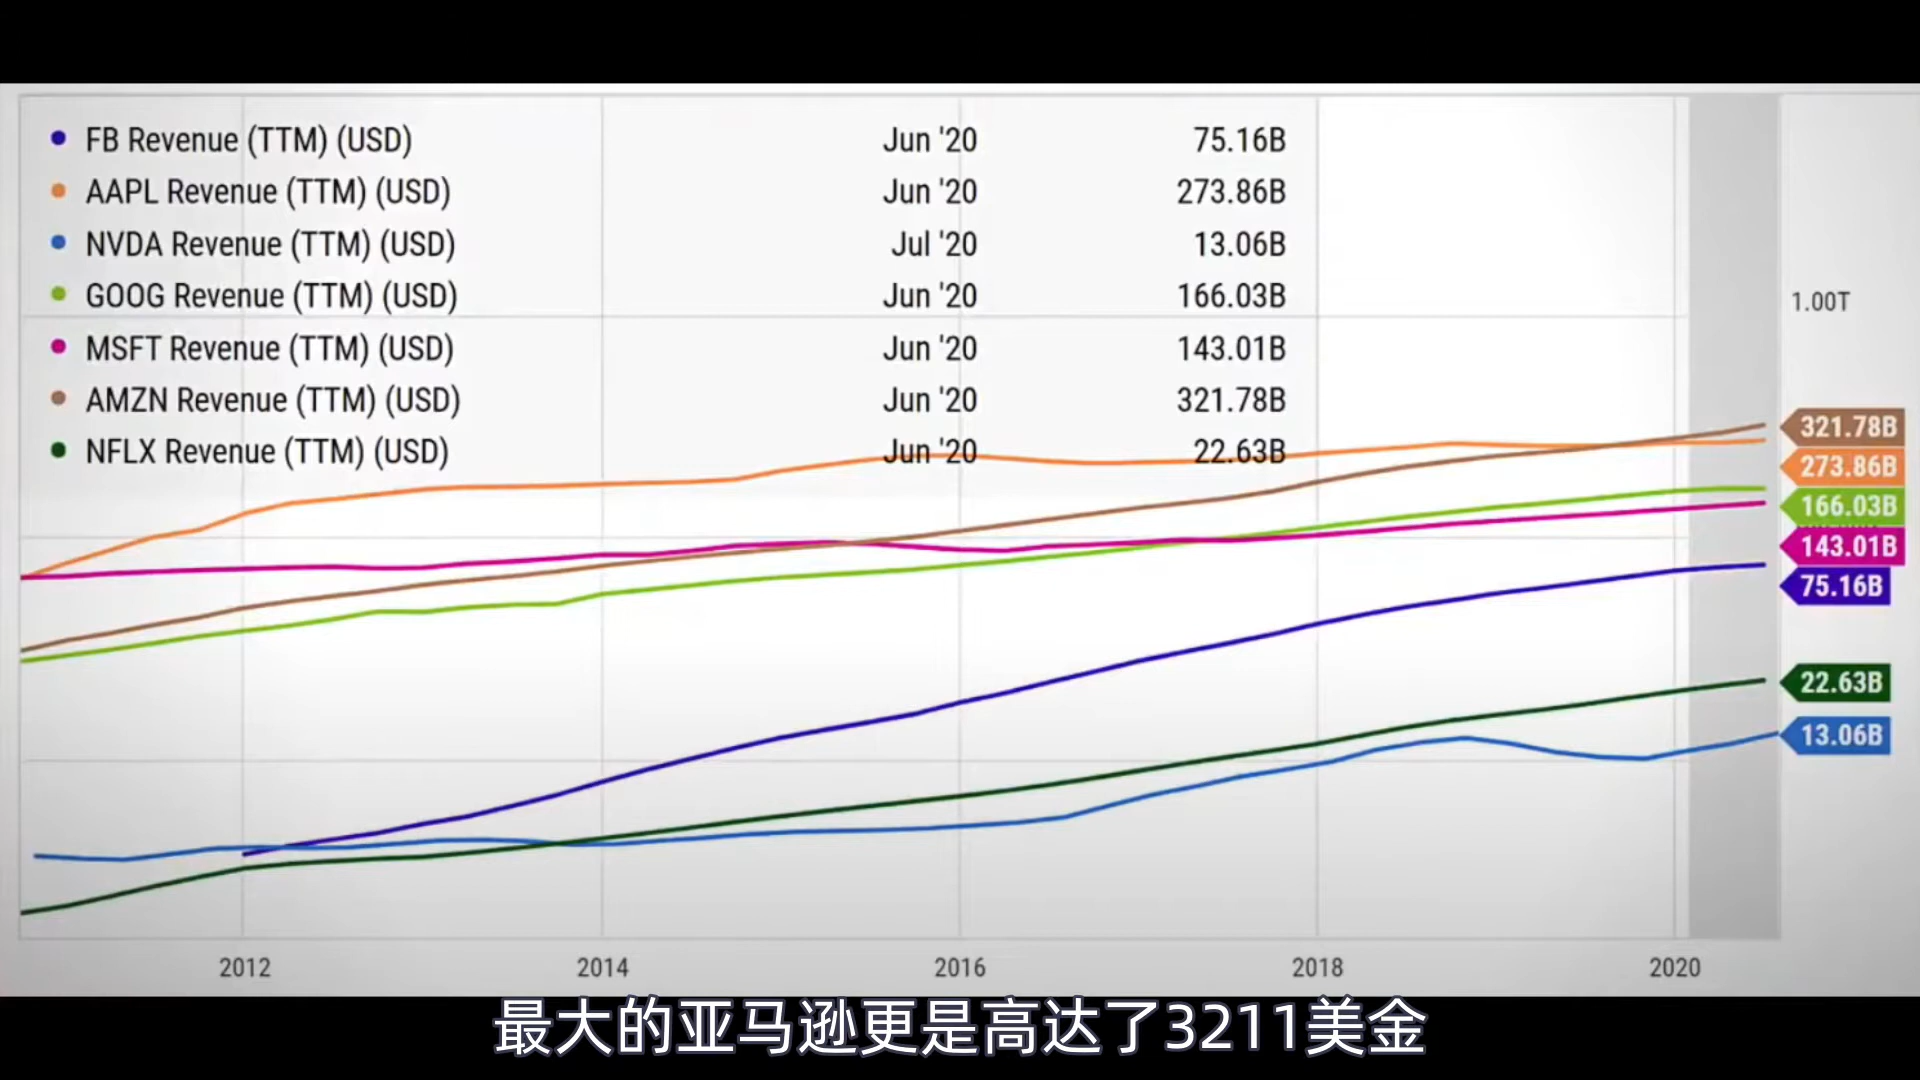 FB Revenue (TTM) (USD) Jun '20 75.16B
AAPL Revenue (TTM) (USD) Jun '20 273.86B
NVDA Revenue (TTM) (USD) Jul '20 13.06B
GOOG Revenue (TTM) (USD) Jun '20 166.03B
MSFT Revenue (TTM) (USD) Jun '20 143.01B
AMZN Revenue (TTM) (USD) Jun '20 321.78B
NFLX Revenue (TTM) (USD) Jun '20 22.63B
1.00T
321.78B
273.86B
166.03B
143.01B
75.16B
22.63B
13.06B
2012 2014 2016 2018 2020
最大的亚马逊更是高达了3211美金